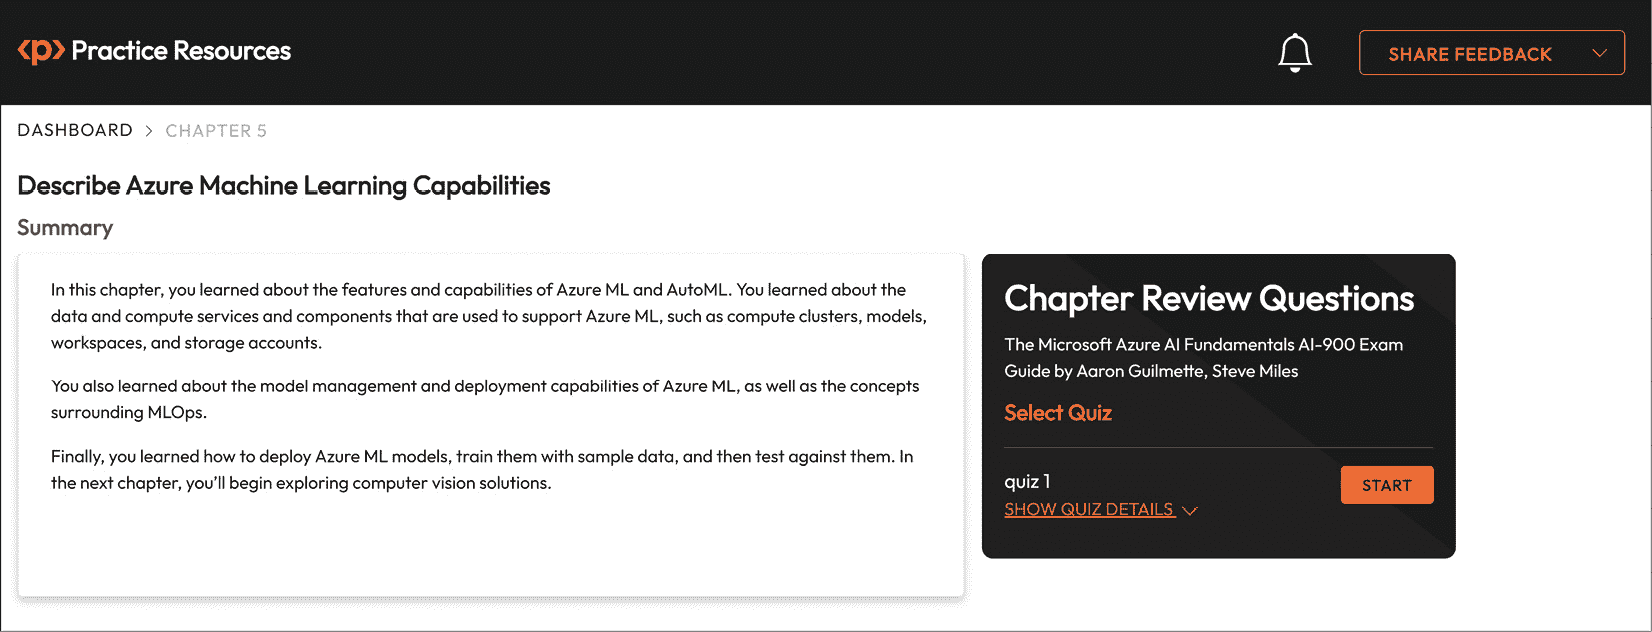 <p> Practice Resources
SHARE FEEDBACK
DASHBOARD > CHAPTER 5
Describe Azure Machine Learning Capabilities
Summary
In this chapter, you learned about the features and capabilities of Azure ML and AutoML. You learned about the
data and compute services and components that are used to support Azure ML, such as compute clusters, models,
workspaces, and storage accounts.
You also learned about the model management and deployment capabilities of Azure ML, as well as the concepts
surrounding MLOps.
Finally, you learned how to deploy Azure ML models, train them with sample data, and then test against them. In
the next chapter, you'll begin exploring computer vision solutions.
Chapter Review Questions
The Microsoft Azure AI Fundamentals AI-900 Exam
Guide by Aaron Guilmette, Steve Miles
Select Quiz
quiz 1
START
SHOW QUIZ DETAILS